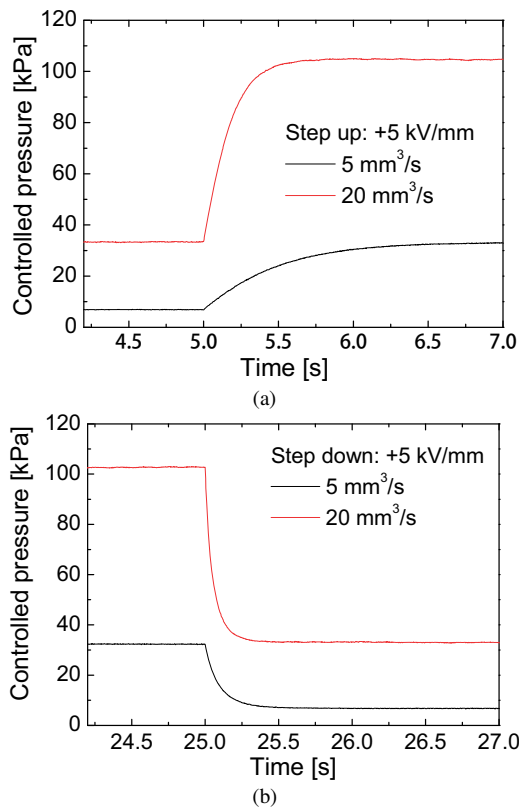 120
100
80
60
40
20
0
Controlled pressure [kPa]
Step up: +5 kV/mm
5 mm³/s
20 mm³/s
4.5 5.0 5.5 6.0 6.5 7.0
Time [s]
(a)
120
100
80
60
40
20
0
Controlled pressure [kPa]
Step down: +5 kV/mm
5 mm³/s
20 mm³/s
24.5 25.0 25.5 26.0 26.5 27.0
Time [s]
(b)